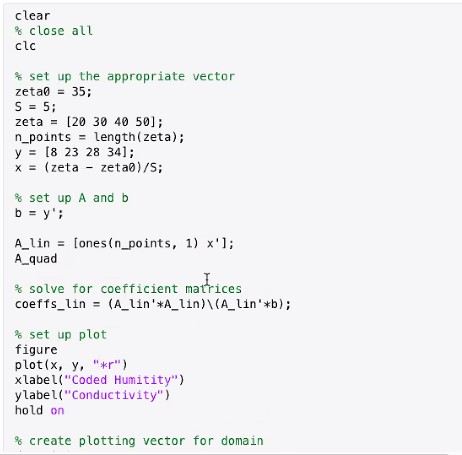 clear
% close all
clc
% set up the appropriate vector
zeta0 = 35;
S = 5;
zeta = [20 30 40 50];
n_points = length(zeta);
y = [8 23 28 34];
x = (zeta - zeta0)/S;
% set up A and b
b = y';
A_lin = [ones(n_points, 1) x'];
A_quad
% solve for coefficient matrices
coeffs_lin = (A_lin'*A_lin)\(A_lin'*b);
% set up plot
figure
plot(x, y, "*r")
xlabel("Coded Humitity")
ylabel("Conductivity")
hold on
% create plotting vector for domain